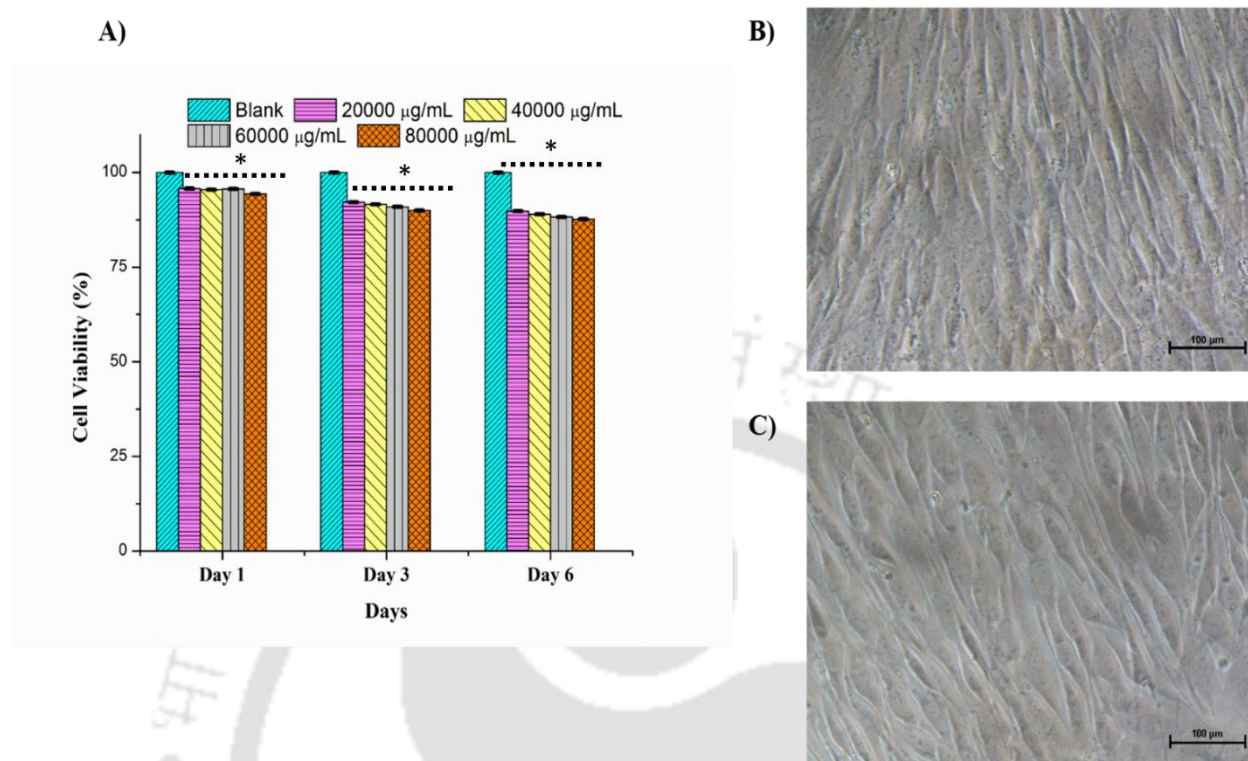 A)
Blank 20000 μg/mL 40000 μg/mL
60000 μg/mL 80000 μg/mL
Cell Viability (%)
100
75
50
25
0
* * *
Day 1 Day 3 Day 6
Days
B)
100 μm
C)
100 μm